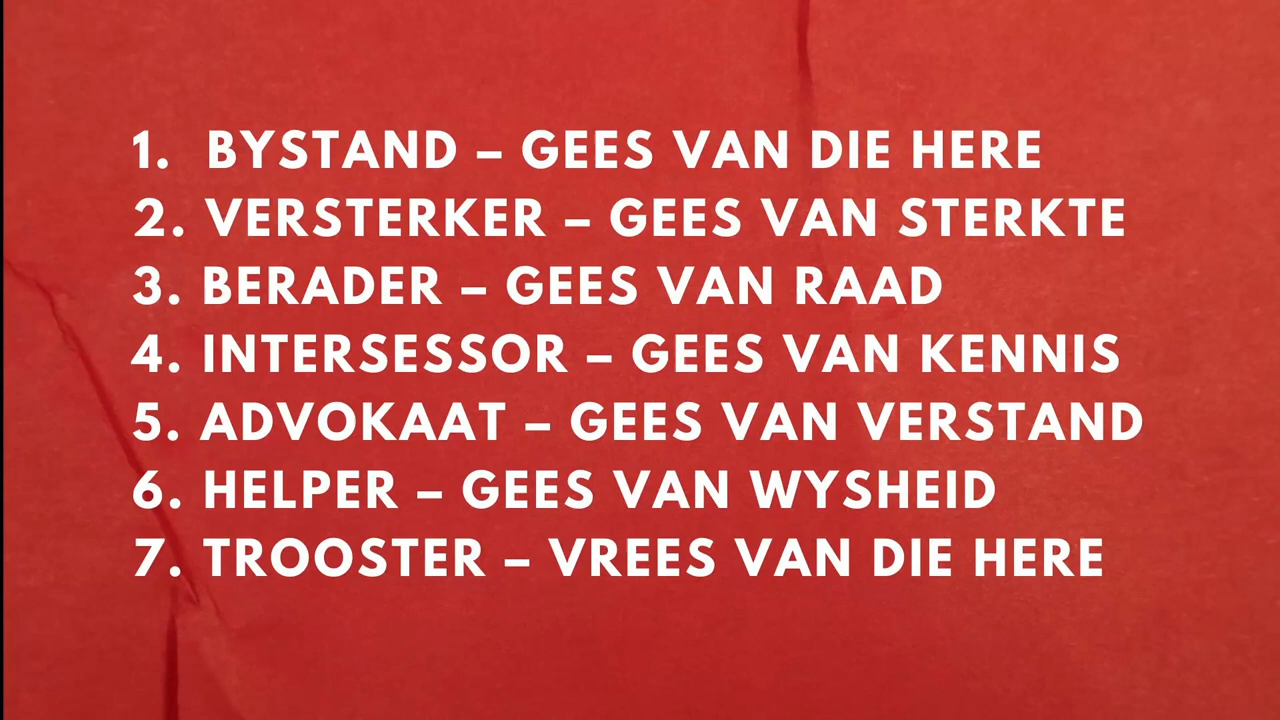 1. BYSTAND – GEES VAN DIE HERE
2. VERSTERKER – GEES VAN STERKTE
3. BERADER – GEES VAN RAAD
4. INTERSESSOR – GEES VAN KENNIS
5. ADVOKAAT – GEES VAN VERSTAND
6. HELPER – GEES VAN WYSHEID
7. TROOSTER – VREES VAN DIE HERE